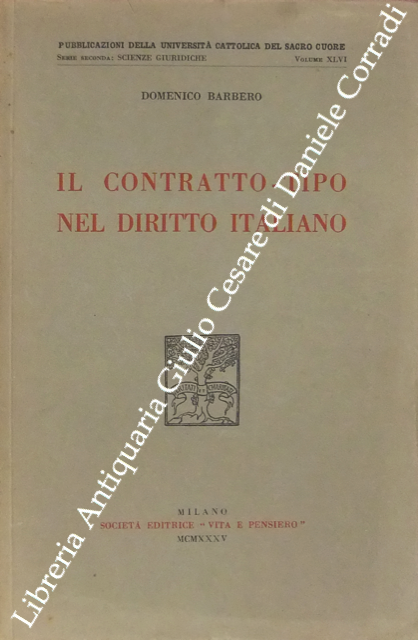 PUBBLICAZIONI DELLA UNIVERSITÀ CATTOLICA DEL SACRO CUORE
SERIE SECONDA: SCIENZE GIURIDICHE VOLUME XLVI
DOMENICO BARBERO
IL CONTRATTO-TIPO
NEL DIRITTO ITALIANO
MILANO
SOCIETÀ EDITRICE "VITA E PENSIERO"
MCMXXXV
Libreria Antiquaria Giulio Cesare di Daniele Corradi